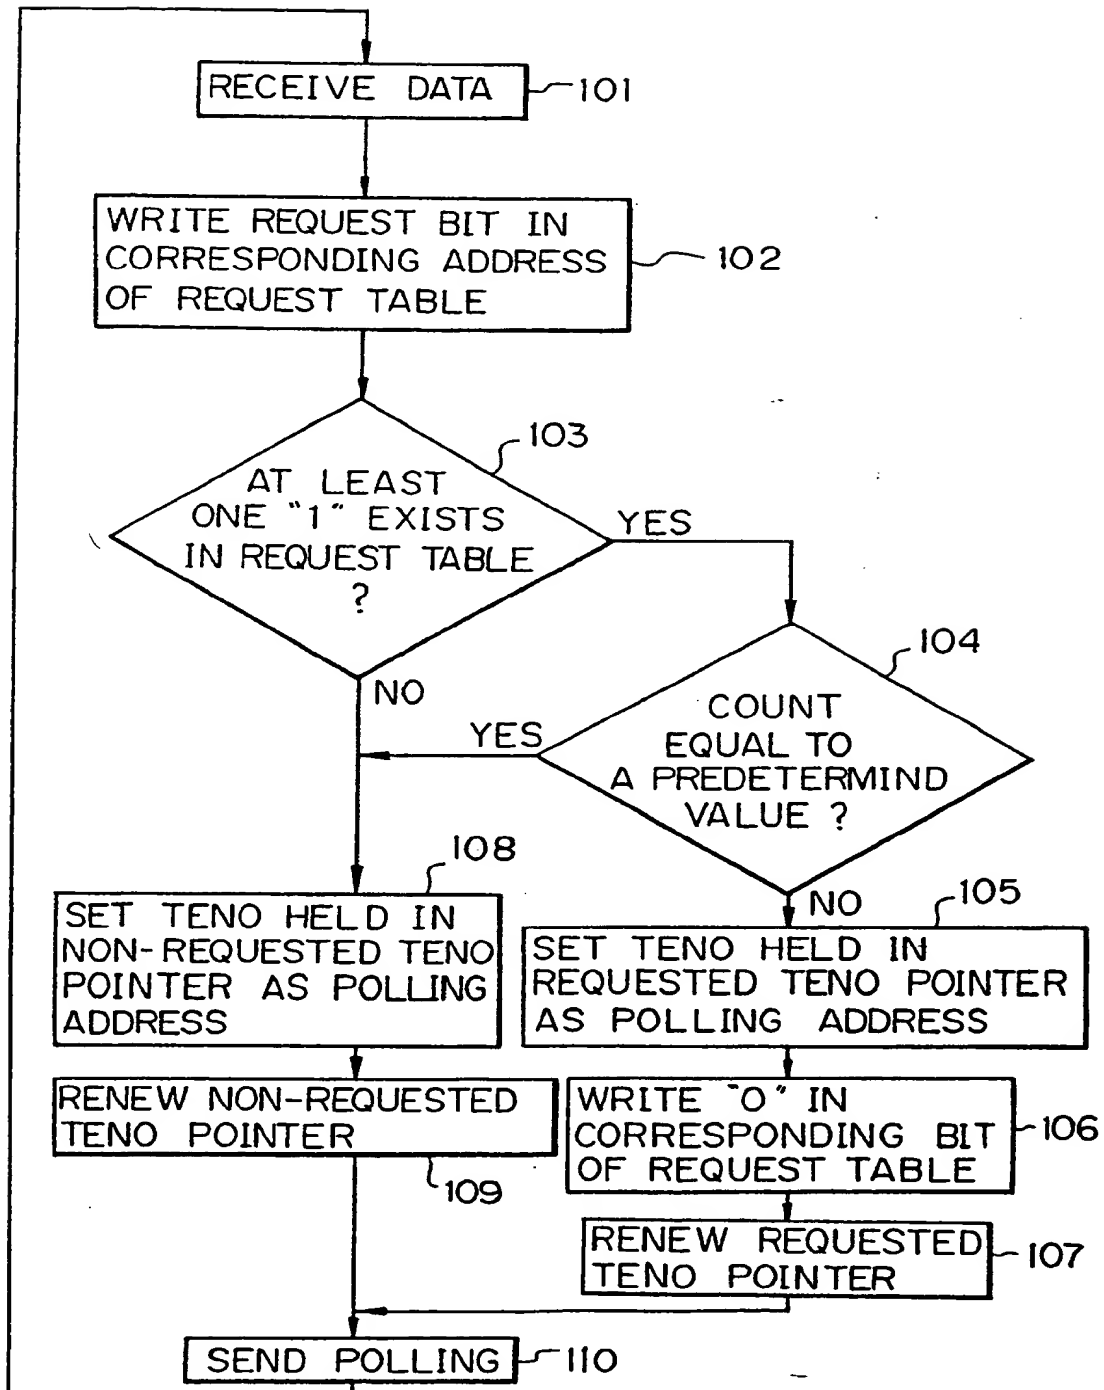 RECEIVE DATA
101
WRITE REQUEST BIT IN
CORRESPONDING ADDRESS
OF REQUEST TABLE
102
103
AT LEAST
ONE "1" EXISTS
IN REQUEST TABLE
?
YES
NO
104
COUNT
EQUAL TO
A PREDETERMIND
VALUE ?
YES
NO
108
SET TENO HELD IN
NON-REQUESTED TENO
POINTER AS POLLING
ADDRESS
105
SET TENO HELD IN
REQUESTED TENO POINTER
AS POLLING ADDRESS
RENEW NON-REQUESTED
TENO POINTER
109
WRITE "0" IN
CORRESPONDING BIT
OF REQUEST TABLE
106
RENEW REQUESTED
TENO POINTER
107
SEND POLLING
110